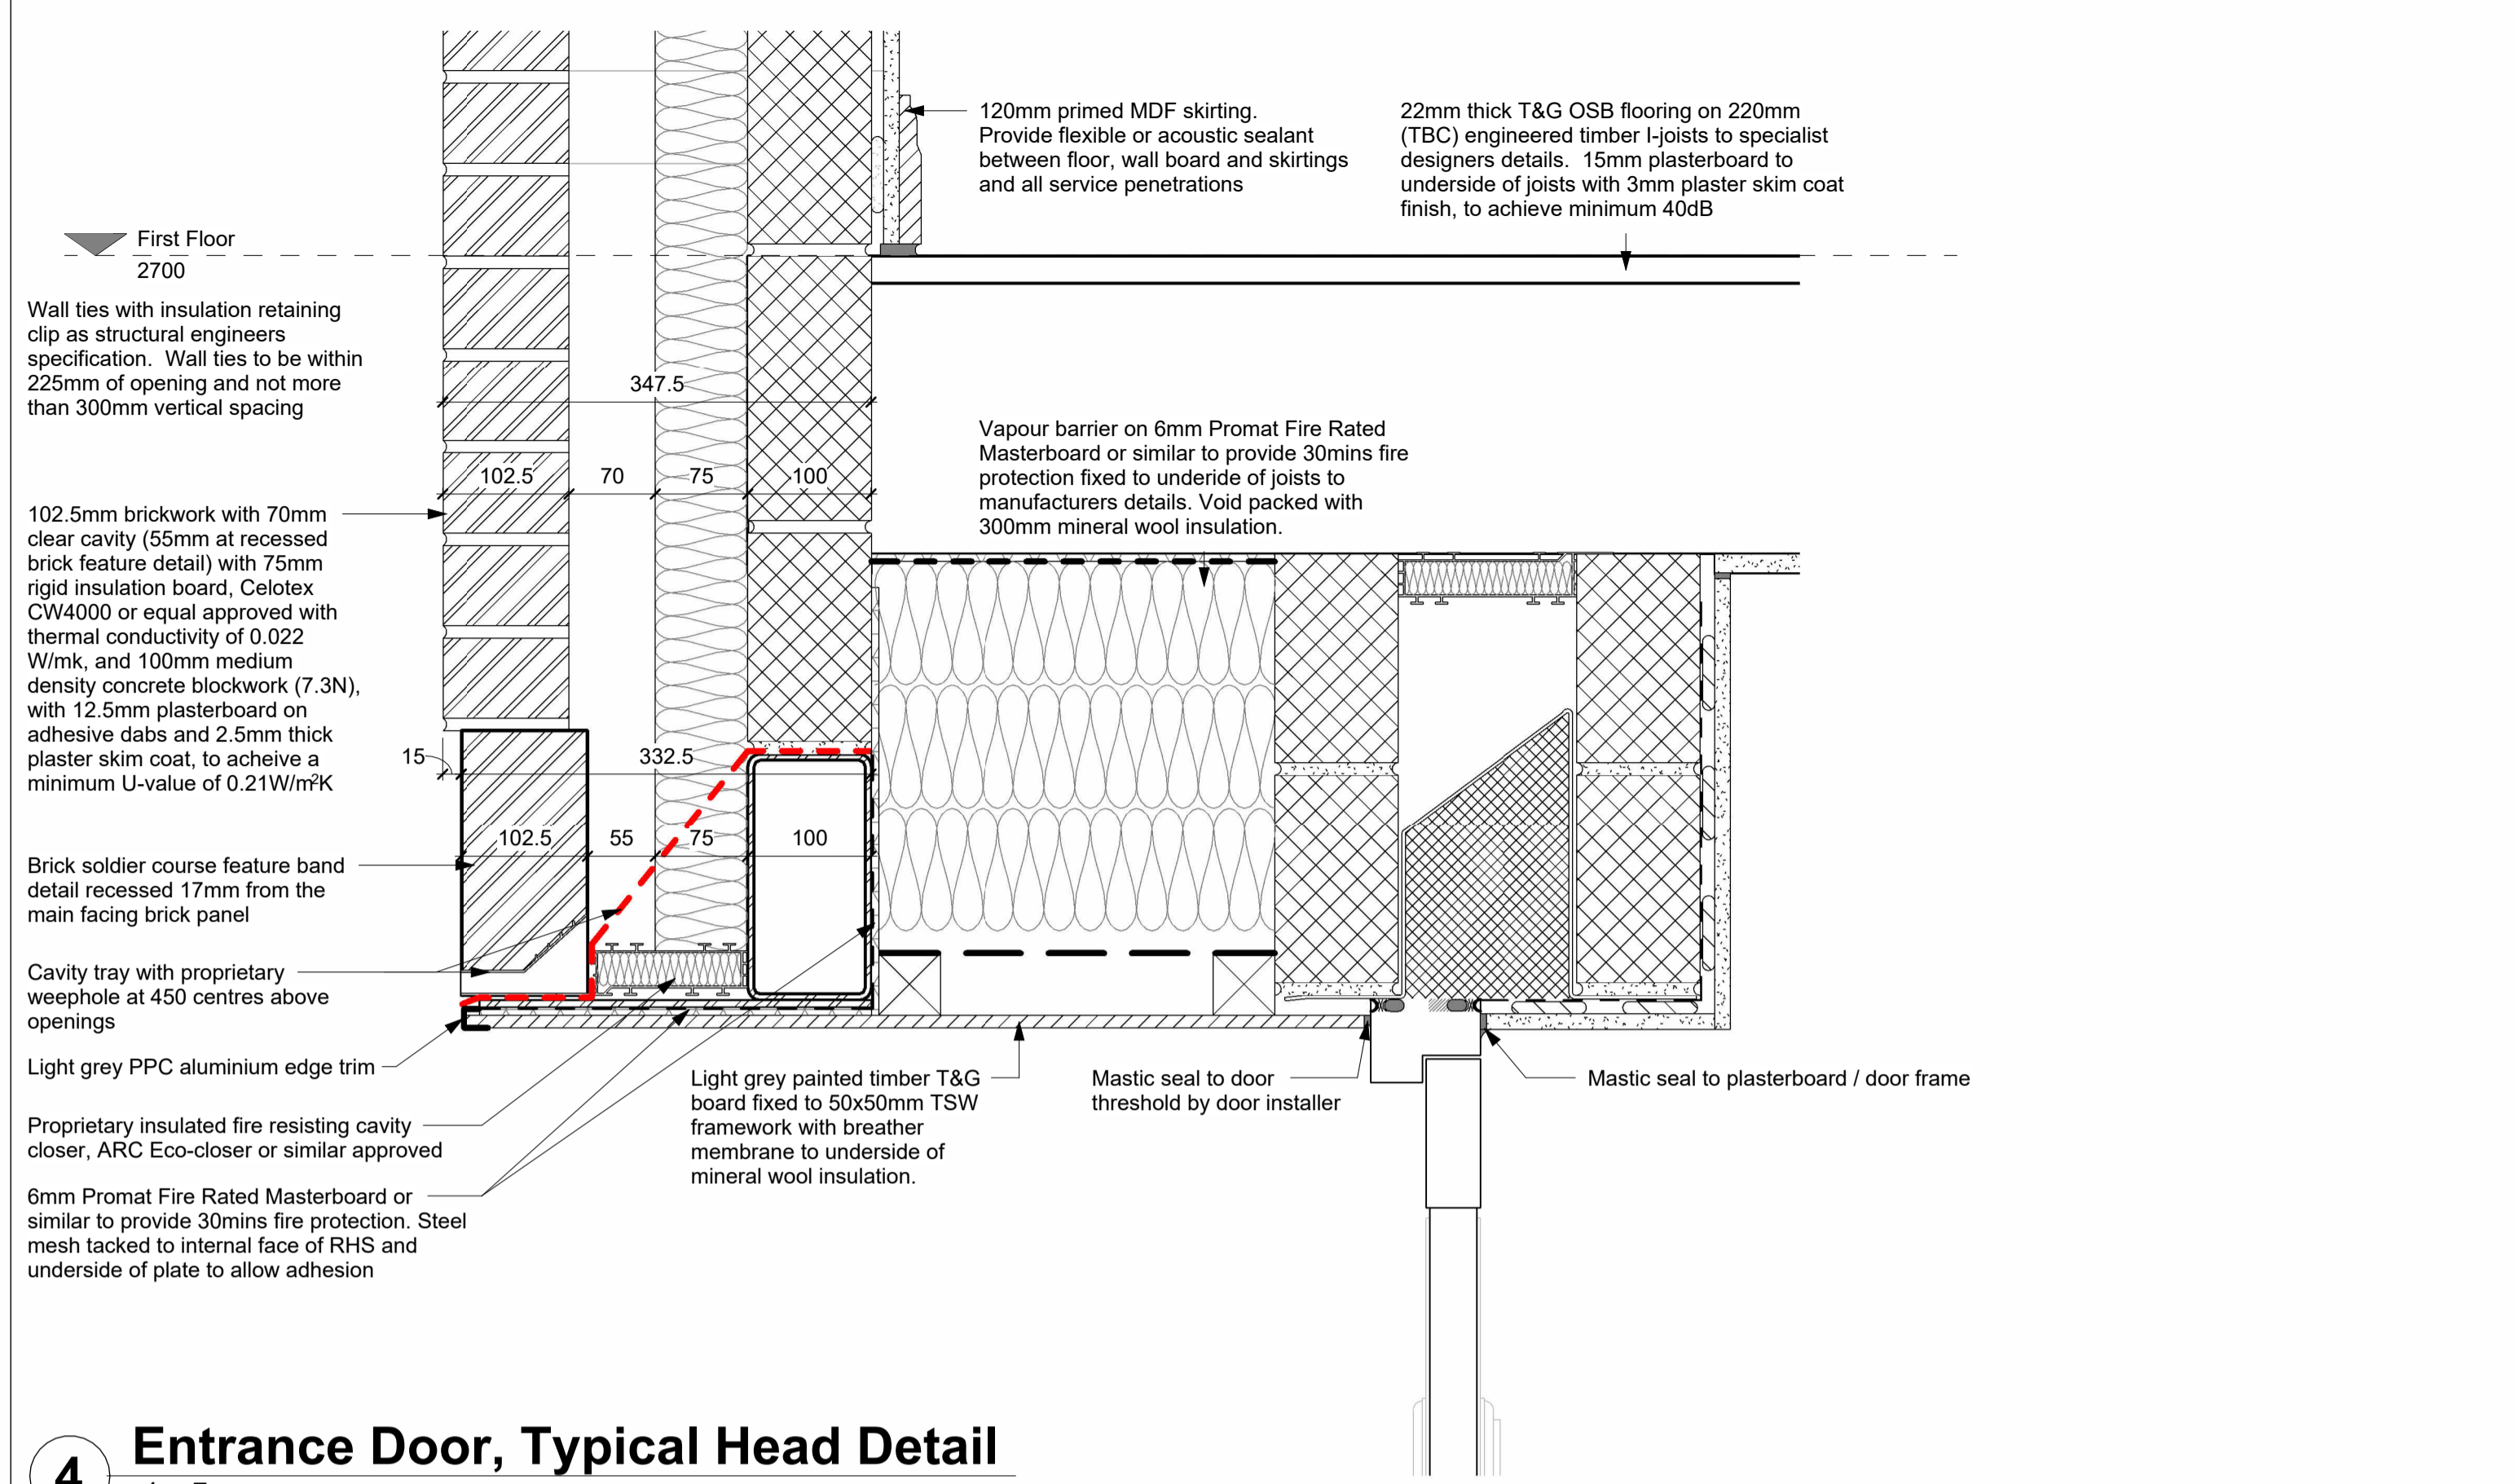 120mm primed MDF skirting.
Provide flexible or acoustic sealant
between floor, wall board and skirtings
and all service penetrations
22mm thick T&G OSB flooring on 220mm
(TBC) engineered timber I-joists to specialist
designers details.  15mm plasterboard to
underside of joists with 3mm plaster skim coat
finish, to achieve minimum 40dB
First Floor
2700
Wall ties with insulation retaining
clip as structural engineers
specification.  Wall ties to be within
225mm of opening and not more
than 300mm vertical spacing
347.5
102.5
70
75
100
Vapour barrier on 6mm Promat Fire Rated
Masterboard or similar to provide 30mins fire
protection fixed to underide of joists to
manufacturers details. Void packed with
300mm mineral wool insulation.
102.5mm brickwork with 70mm
clear cavity (55mm at recessed
brick feature detail) with 75mm
rigid insulation board, Celotex
CW4000 or equal approved with
thermal conductivity of 0.022
W/mk, and 100mm medium
density concrete blockwork (7.3N),
with 12.5mm plasterboard on
adhesive dabs and 2.5mm thick
plaster skim coat, to acheive a
minimum U-value of 0.21W/m²K
15
332.5
102.5
55
75
100
Brick soldier course feature band
detail recessed 17mm from the
main facing brick panel
Cavity tray with proprietary
weephole at 450 centres above
openings
Light grey PPC aluminium edge trim
Proprietary insulated fire resisting cavity
closer, ARC Eco-closer or similar approved
6mm Promat Fire Rated Masterboard or
similar to provide 30mins fire protection. Steel
mesh tacked to internal face of RHS and
underside of plate to allow adhesion
Light grey painted timber T&G
board fixed to 50x50mm TSW
framework with breather
membrane to underside of
mineral wool insulation.
Mastic seal to door
threshold by door installer
Mastic seal to plasterboard / door frame
4
Entrance Door, Typical Head Detail